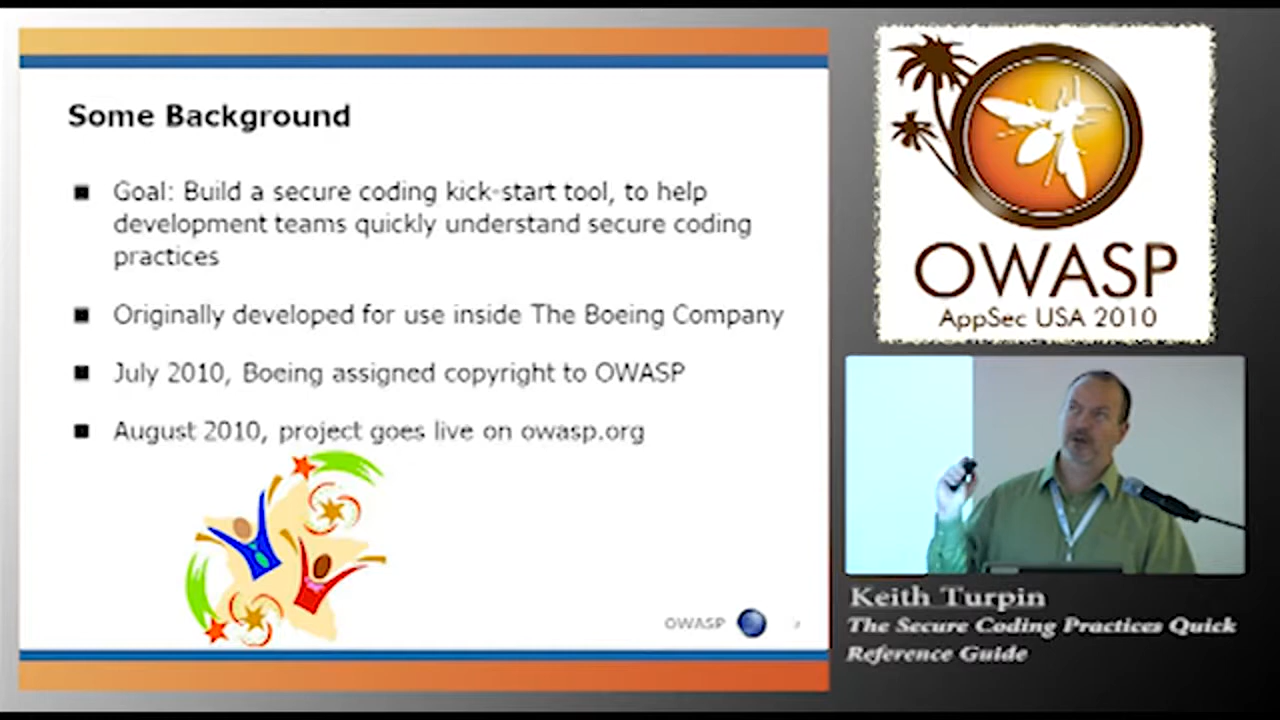 Some Background
Goal: Build a secure coding kick-start tool, to help
development teams quickly understand secure coding
practices
Originally developed for use inside The Boeing Company
July 2010, Boeing assigned copyright to OWASP
August 2010, project goes live on owasp.org
OWASP
OWASP
AppSec USA 2010
Keith Turpin
The Secure Coding Practices Quick
Reference Guide